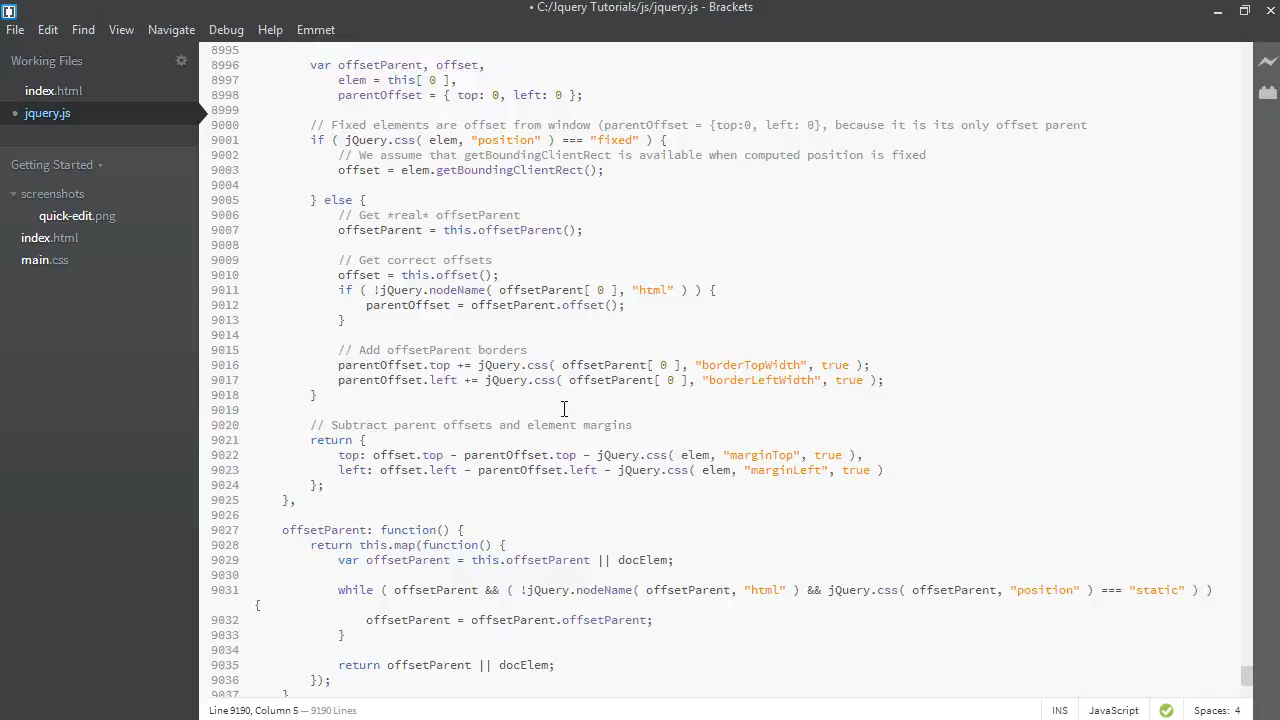 • C:/Jquery Tutorials/js/jquery.js - Brackets
File Edit Find View Navigate Debug Help Emmet
Working Files
index.html
• jquery.js
Getting Started
screenshots
quick-edit.png
index.html
main.css
8995
8996 var offsetParent, offset,
8997 elem = this[ 0 ],
8998 parentOffset = { top: 0, left: 0 };
8999
9000 // Fixed elements are offset from window (parentOffset = {top:0, left: 0}, because it is its only offset parent
9001 if ( jQuery.css( elem, "position" ) === "fixed" ) {
9002 // We assume that getBoundingClientRect is available when computed position is fixed
9003 offset = elem.getBoundingClientRect();
9004
9005 } else {
9006 // Get *real* offsetParent
9007 offsetParent = this.offsetParent();
9008
9009 // Get correct offsets
9010 offset = this.offset();
9011 if ( !jQuery.nodeName( offsetParent[ 0 ], "html" ) ) {
9012 parentOffset = offsetParent.offset();
9013 }
9014
9015 // Add offsetParent borders
9016 parentOffset.top += jQuery.css( offsetParent[ 0 ], "borderTopWidth", true );
9017 parentOffset.left += jQuery.css( offsetParent[ 0 ], "borderLeftWidth", true );
9018 }
9019
9020 // Subtract parent offsets and element margins
9021 return {
9022 top: offset.top - parentOffset.top - jQuery.css( elem, "marginTop", true ),
9023 left: offset.left - parentOffset.left - jQuery.css( elem, "marginLeft", true )
9024 };
9025 },
9026
9027 offsetParent: function() {
9028 return this.map(function() {
9029 var offsetParent = this.offsetParent || docElem;
9030
9031 while ( offsetParent && ( !jQuery.nodeName( offsetParent, "html" ) && jQuery.css( offsetParent, "position" ) === "static" ) )
{
9032 offsetParent = offsetParent.offsetParent;
9033 }
9034
9035 return offsetParent || docElem;
9036 });
9037 }
Line 9190, Column 5 — 9190 Lines INS JavaScript Spaces: 4